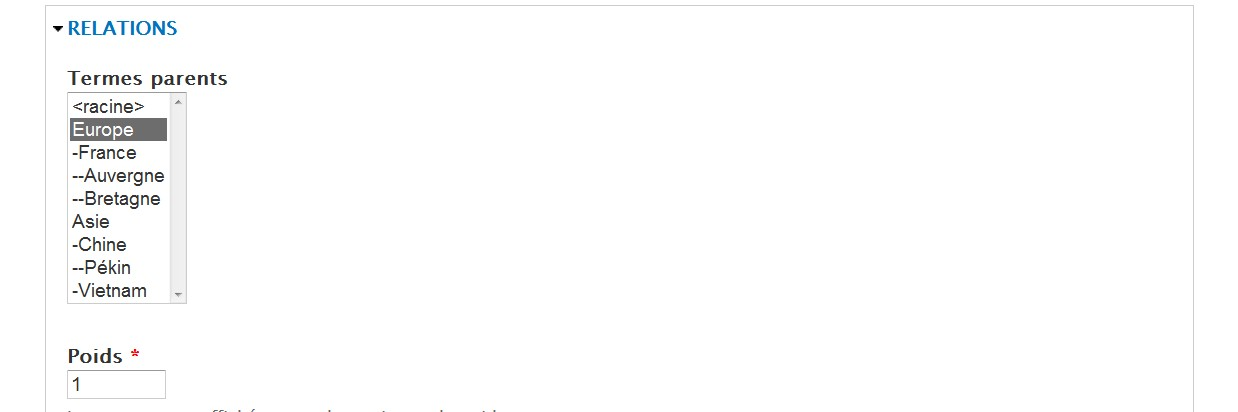 RELATIONS
Termes parents
<racine>
Europe
-France
--Auvergne
--Bretagne
Asie
-Chine
--Pékin
-Vietnam
Poids *
1